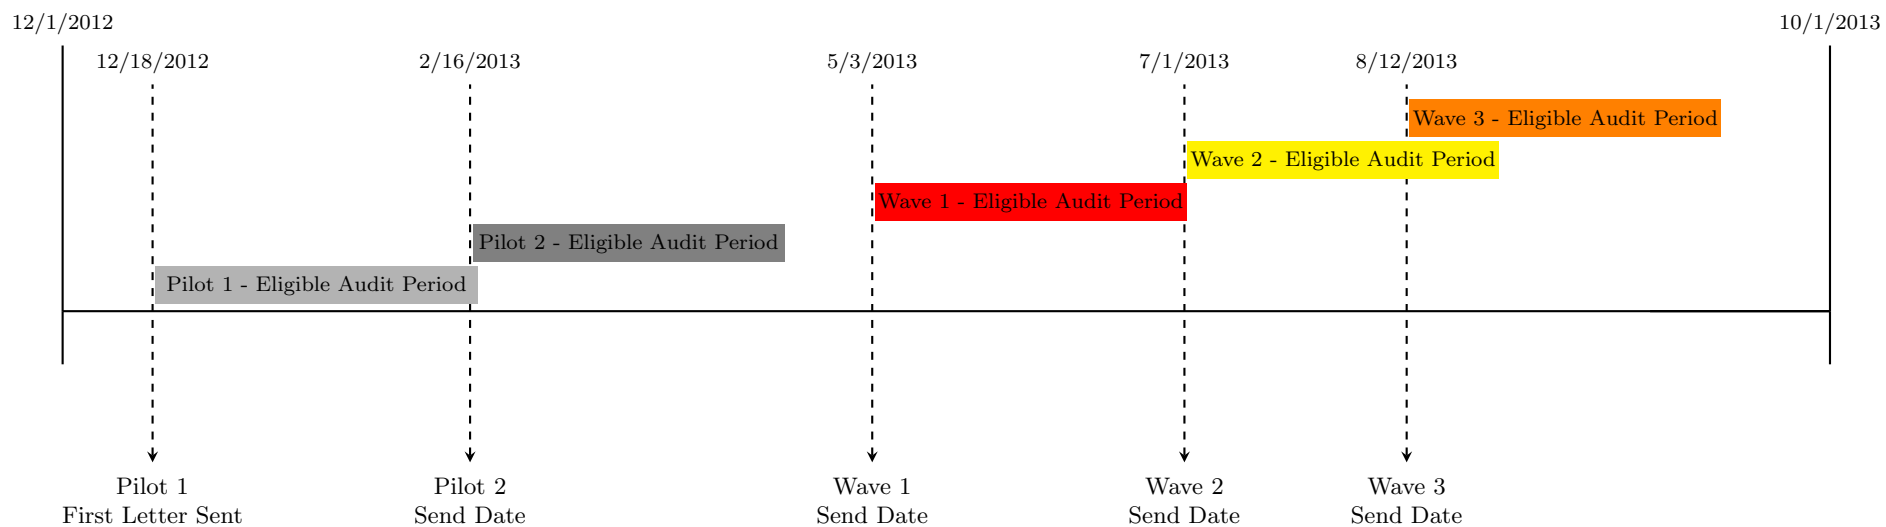 12/1/2012
10/1/2013
12/18/2012
2/16/2013
5/3/2013
7/1/2013
8/12/2013
Wave 3 - Eligible Audit Period
Wave 2 - Eligible Audit Period
Wave 1 - Eligible Audit Period
Pilot 2 - Eligible Audit Period
Pilot 1 - Eligible Audit Period
Pilot 1
First Letter Sent
Pilot 2
Send Date
Wave 1
Send Date
Wave 2
Send Date
Wave 3
Send Date